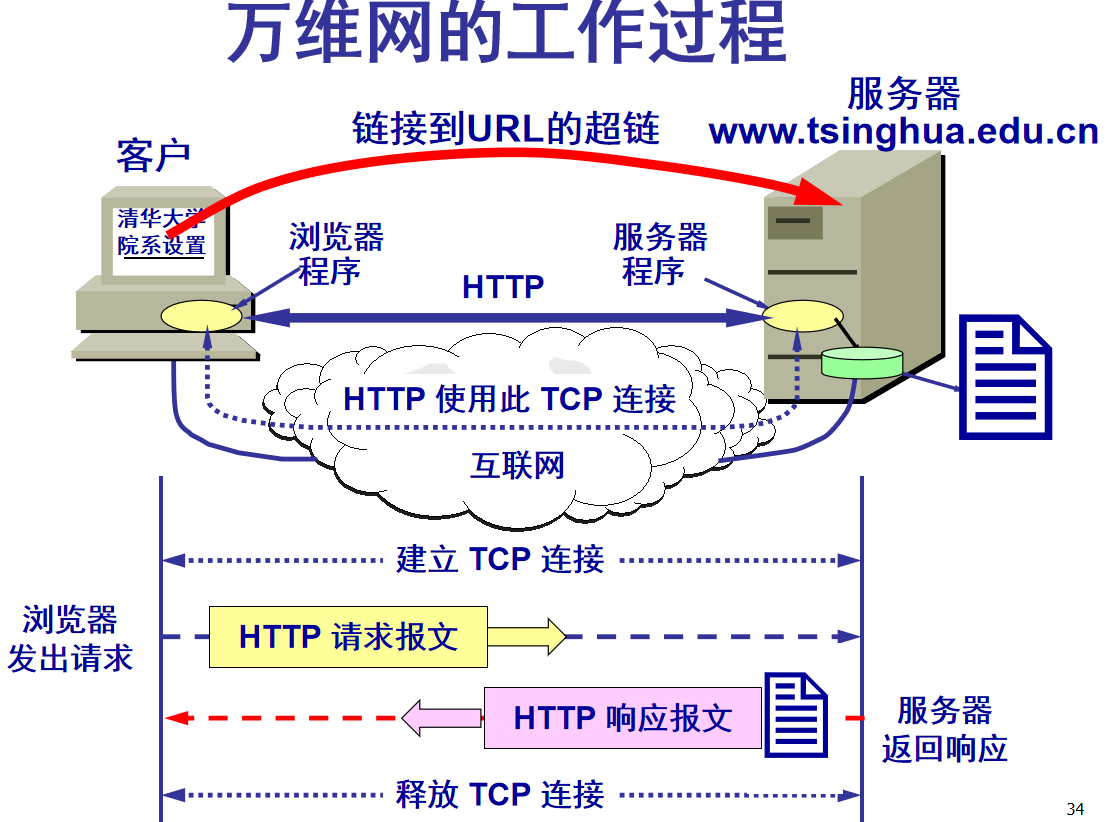 万维网的工作过程
服务器
www.tsinghua.edu.cn
链接到URL的超链
客户
清华大学
院系设置
浏览器
程序
服务器
程序
HTTP
HTTP 使用此 TCP 连接
互联网
建立 TCP 连接
浏览器
发出请求
HTTP 请求报文
HTTP 响应报文
服务器
返回响应
释放 TCP 连接
34